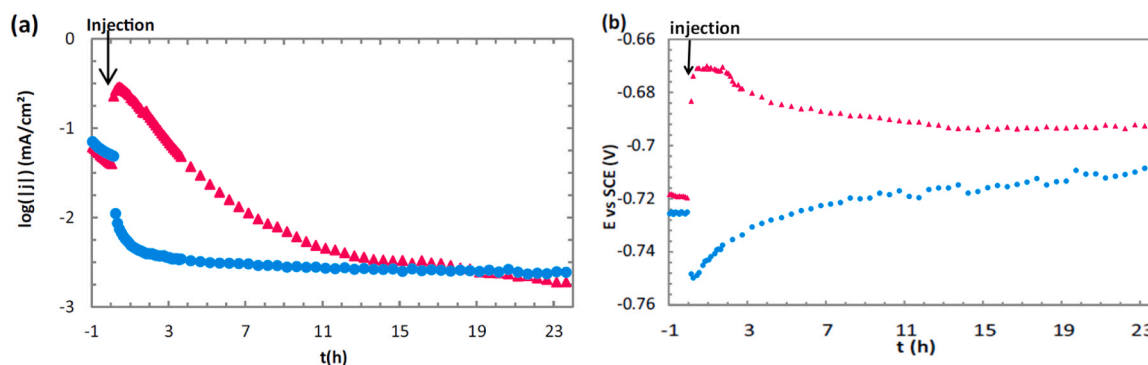 (a)
Injection
0
-1
-2
-3
log(|j|) (mA/cm²)
-1 3 7 11 15 19 23
t(h)
(b)
injection
-0.66
-0.68
-0.7
-0.72
-0.74
-0.76
E vs SCE (V)
-1 3 7 11 15 19 23
t (h)